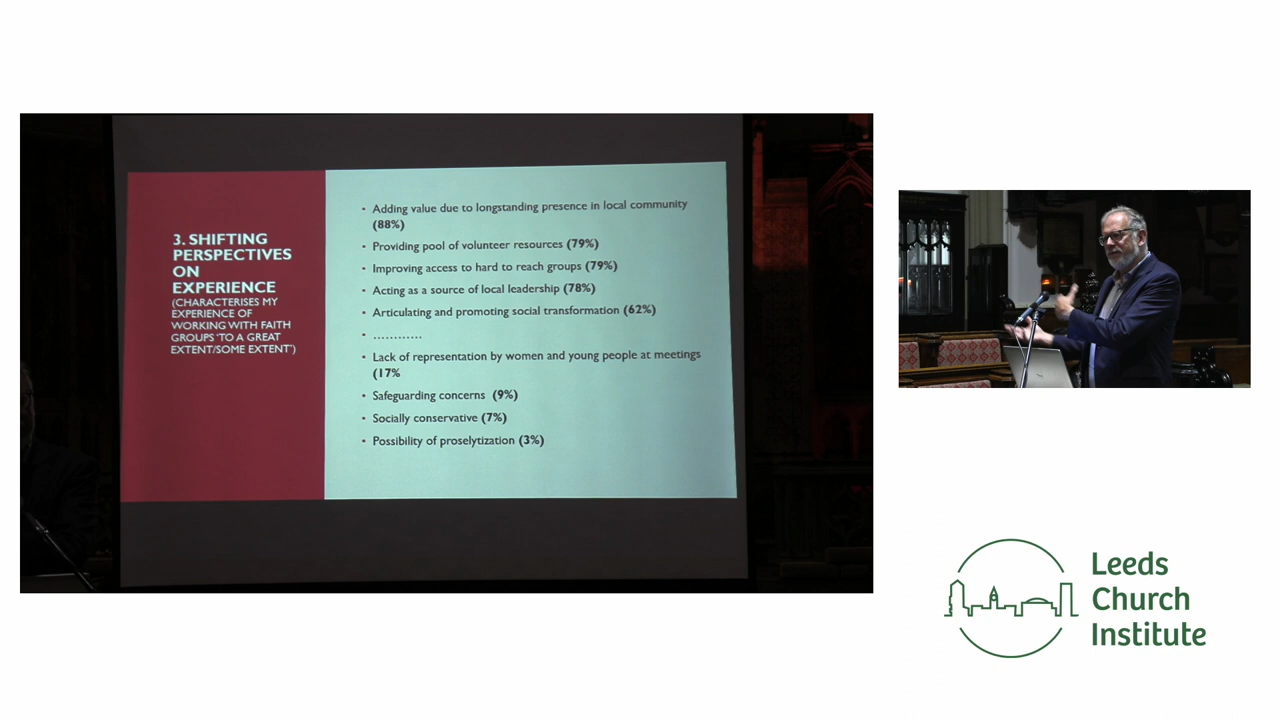 3. SHIFTING
PERSPECTIVES
ON
EXPERIENCE
(CHARACTERISES MY
EXPERIENCE OF
WORKING WITH FAITH
GROUPS 'TO A GREAT
EXTENT/SOME EXTENT')
• Adding value due to longstanding presence in local community
(88%)
• Providing pool of volunteer resources (79%)
• Improving access to hard to reach groups (79%)
• Acting as a source of local leadership (78%)
• Articulating and promoting social transformation (62%)
• ............
• Lack of representation by women and young people at meetings
(17%
• Safeguarding concerns (9%)
• Socially conservative (7%)
• Possibility of proselytization (3%)
Leeds
Church
Institute